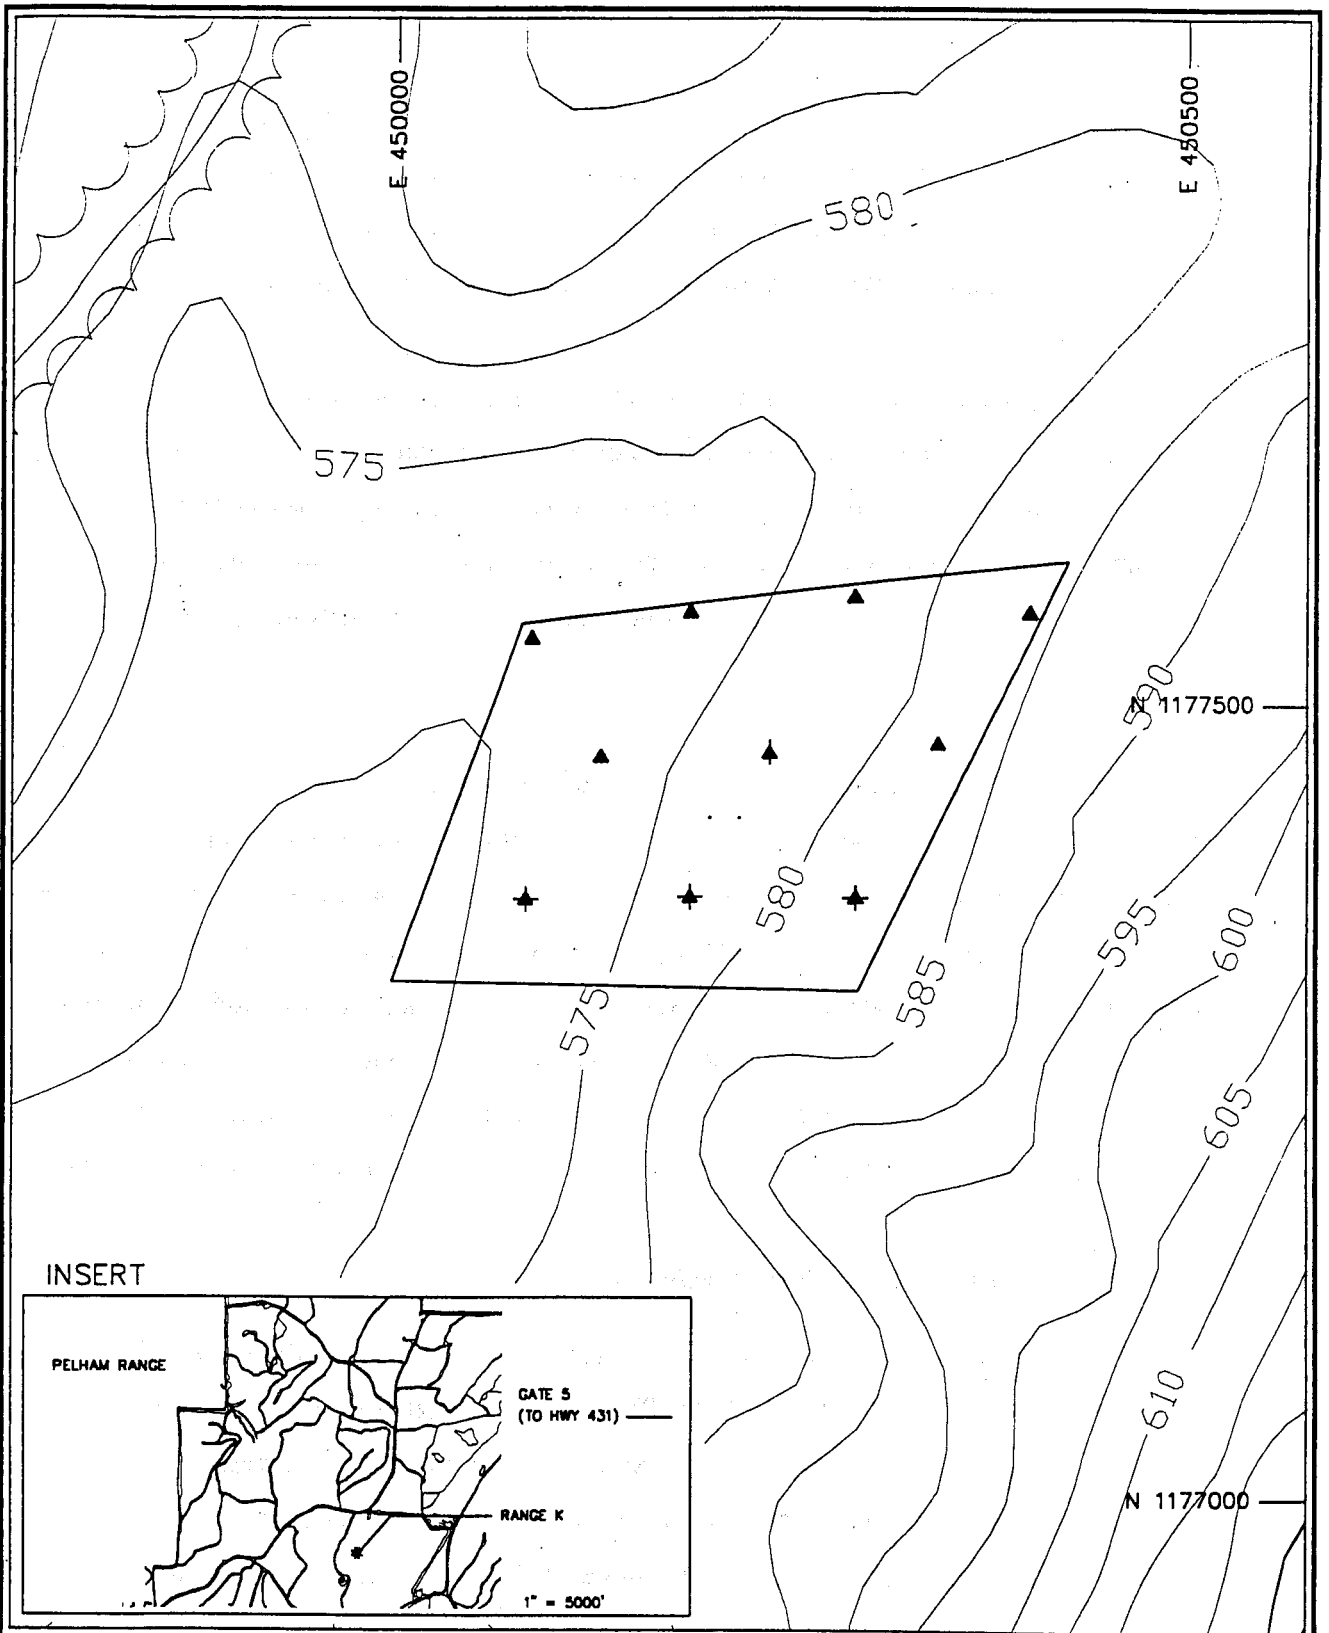 E 450000
E 450500
580
575
590
N 1177500
580
595
600
585
575
605
INSERT
PELHAM RANGE
GATE 5
(TO HWY 431)
610
N 1177000
RANGE K
1" = 5000'